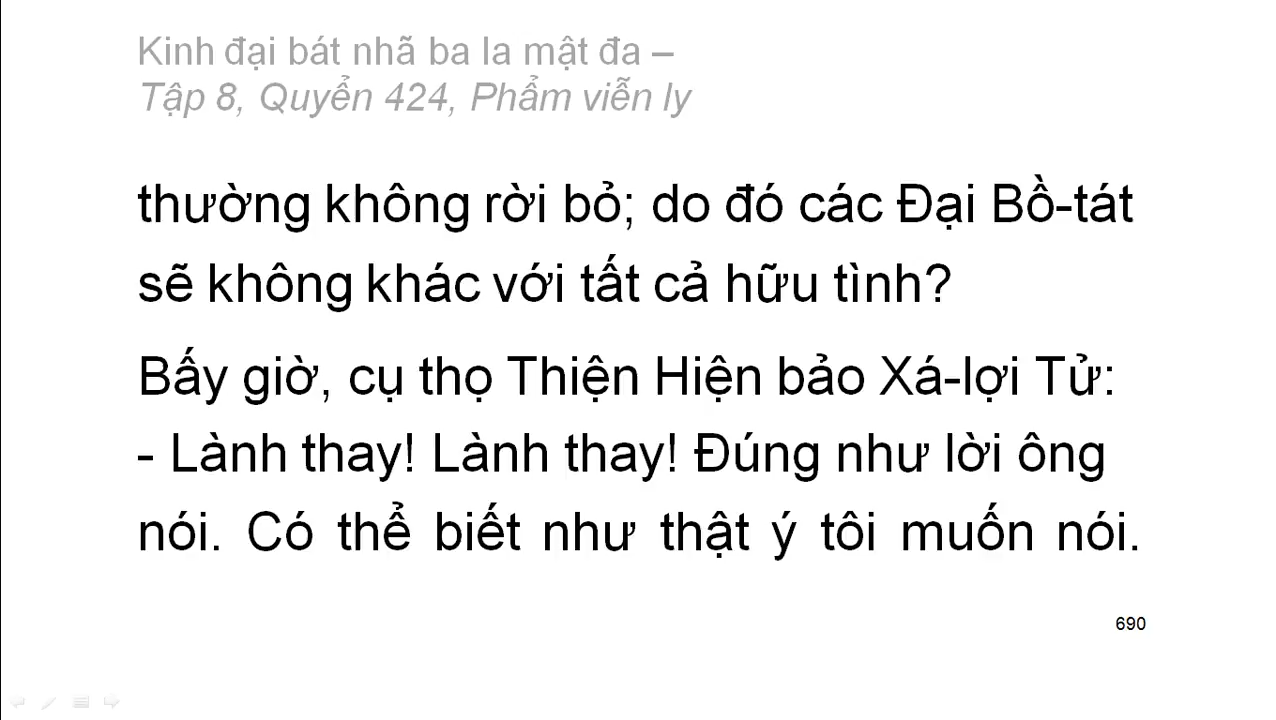 Kinh đại bát nhã ba la mật đa –
Tập 8, Quyển 424, Phẩm viễn ly
thường không rời bỏ; do đó các Đại Bồ-tát
sẽ không khác với tất cả hữu tình?
Bấy giờ, cụ thọ Thiện Hiện bảo Xá-lợi Tử:
- Lành thay! Lành thay! Đúng như lời ông
nói. Có thể biết như thật ý tôi muốn nói.
690